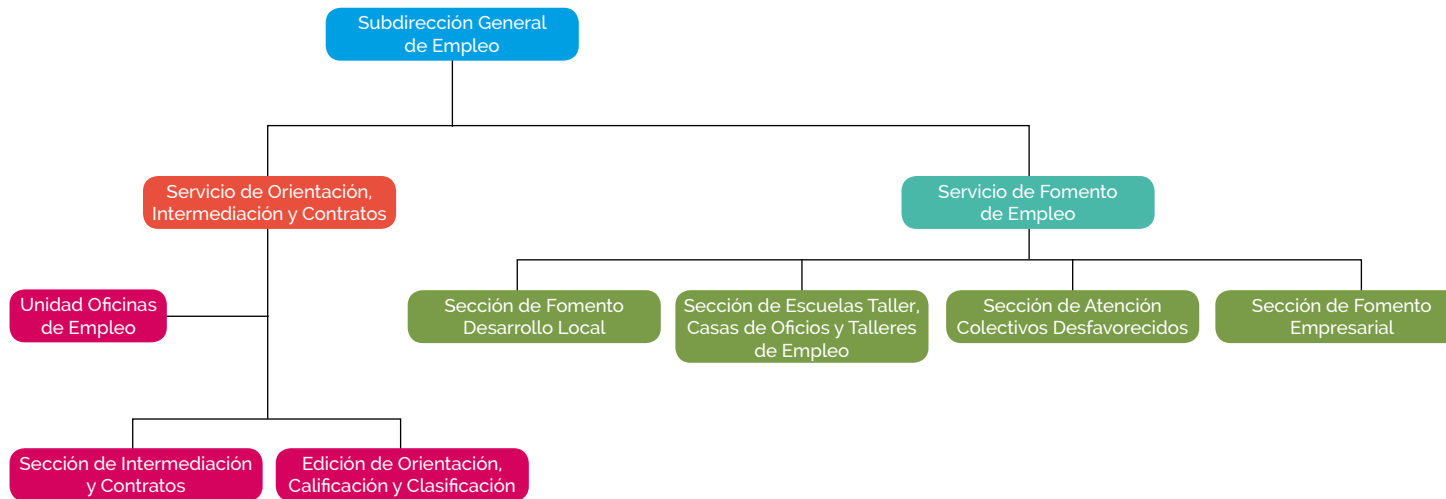 Subdirección General
de Empleo
Servicio de Orientación,
Intermediación y Contratos
Servicio de Fomento
de Empleo
Unidad Oficinas
de Empleo
Sección de Fomento
Desarrollo Local
Sección de Escuelas Taller,
Casas de Oficios y Talleres
de Empleo
Sección de Atención
Colectivos Desfavorecidos
Sección de Fomento
Empresarial
Sección de Intermediación
y Contratos
Edición de Orientación,
Calificación y Clasificación